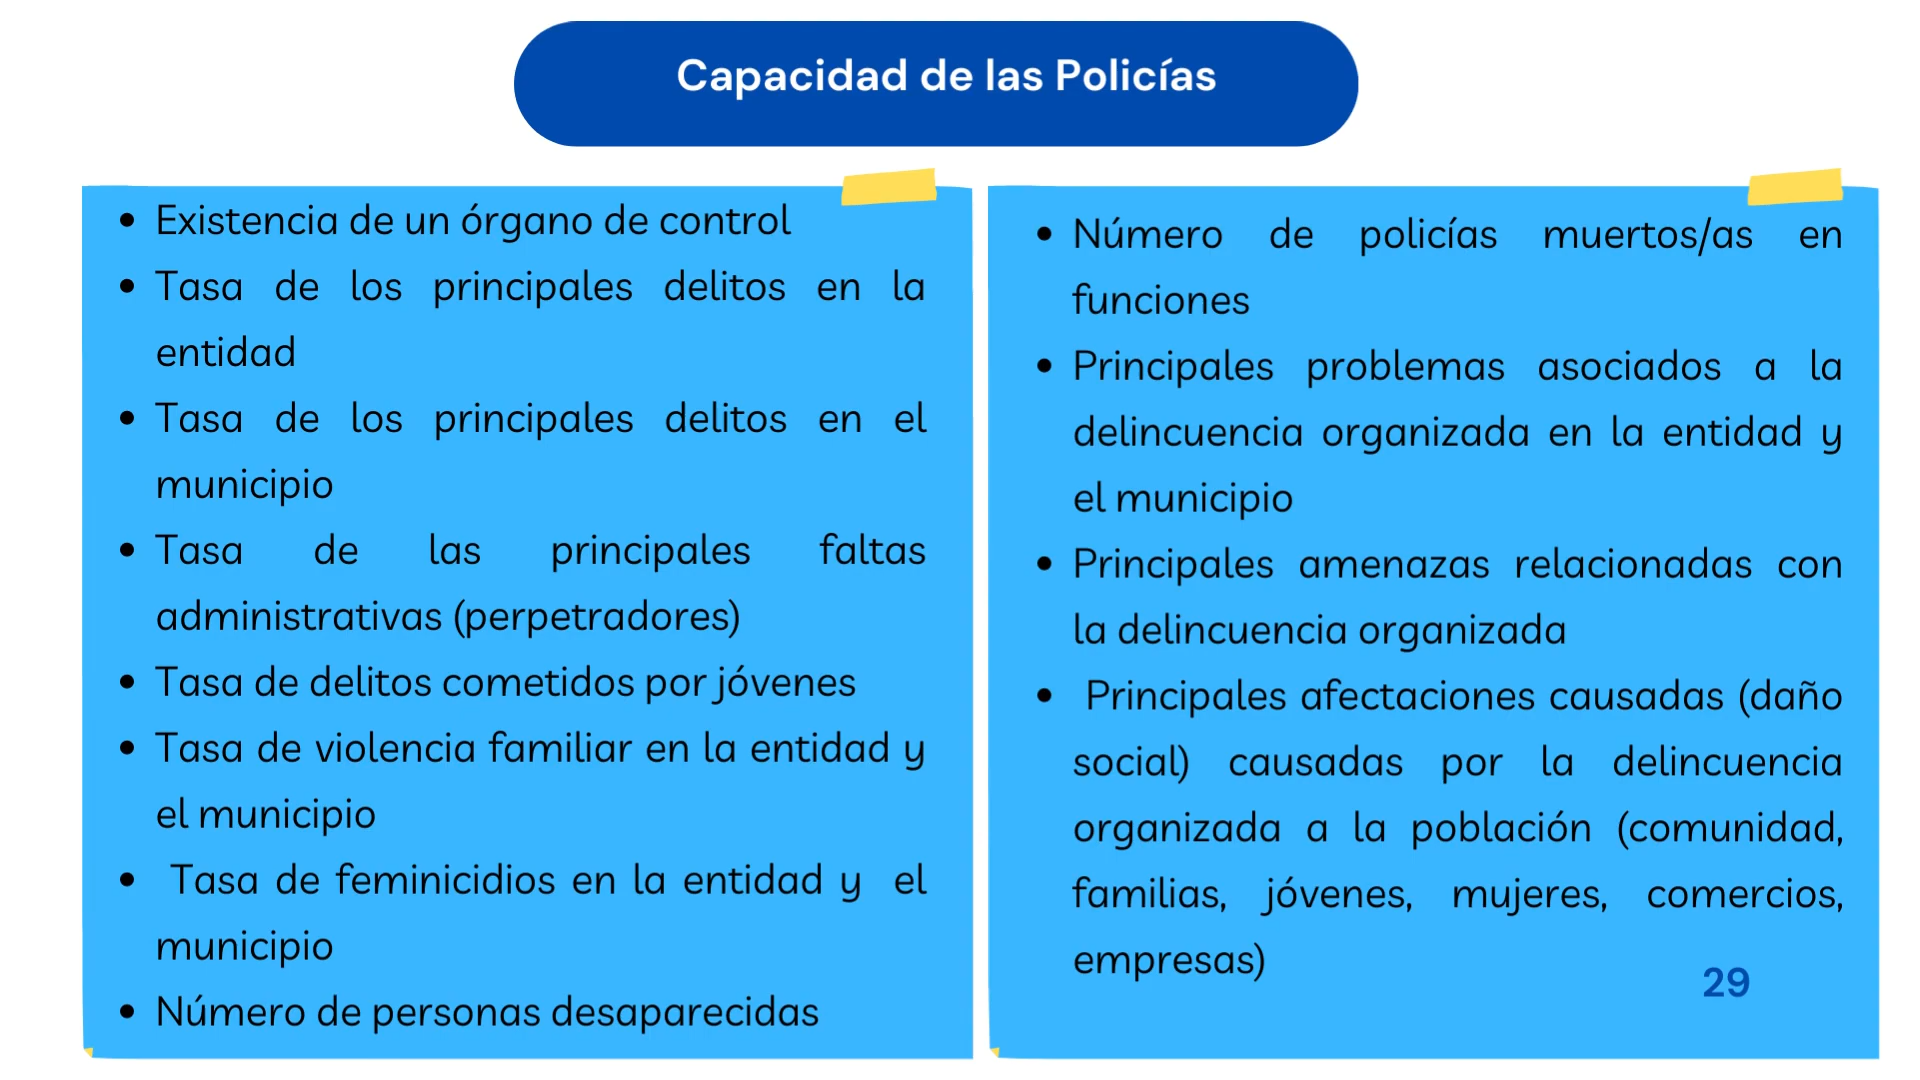 Capacidad de las Policías
• Existencia de un órgano de control
• Tasa de los principales delitos en la
entidad
• Tasa de los principales delitos en el
municipio
• Tasa de las principales faltas
administrativas (perpetradores)
• Tasa de delitos cometidos por jóvenes
• Tasa de violencia familiar en la entidad y
el municipio
• Tasa de feminicidios en la entidad y el
municipio
• Número de personas desaparecidas
• Número de policías muertos/as en
funciones
• Principales problemas asociados a la
delincuencia organizada en la entidad y
el municipio
• Principales amenazas relacionadas con
la delincuencia organizada
• Principales afectaciones causadas (daño
social) causadas por la delincuencia
organizada a la población (comunidad,
familias, jóvenes, mujeres, comercios,
empresas)
29